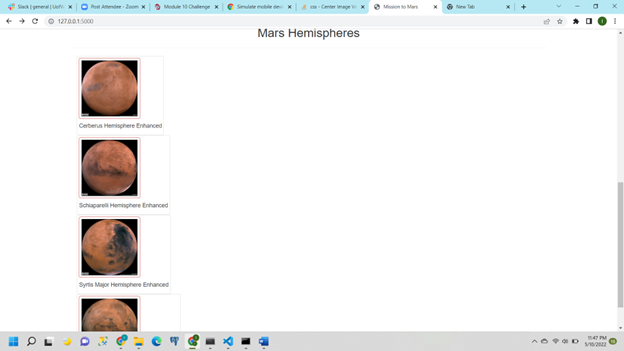 Slack | general | UofM
Post Attendee - Zoom
Module 10 Challenge
Simulate mobile devi
css - Center Image V
Mission to Mars
New Tab
127.0.0.1:5000
Mars Hemispheres
Cerberus Hemisphere Enhanced
Schiaparelli Hemisphere Enhanced
Syrtis Major Hemisphere Enhanced
11:47 PM
5/10/2022